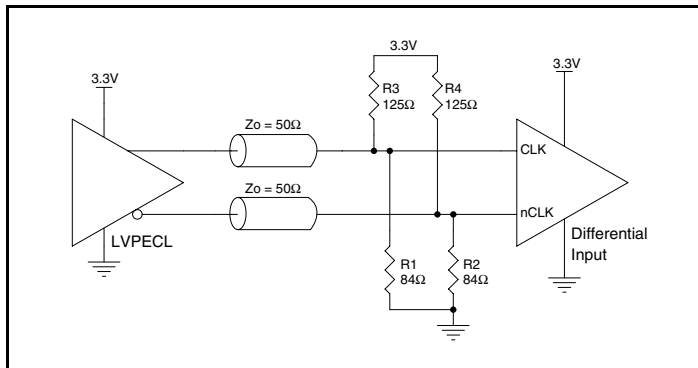 3.3V
3.3V
3.3V
R3
125Ω
R4
125Ω
Zo = 50Ω
CLK
Zo = 50Ω
nCLK
LVPECL
Differential
Input
R1
84Ω
R2
84Ω